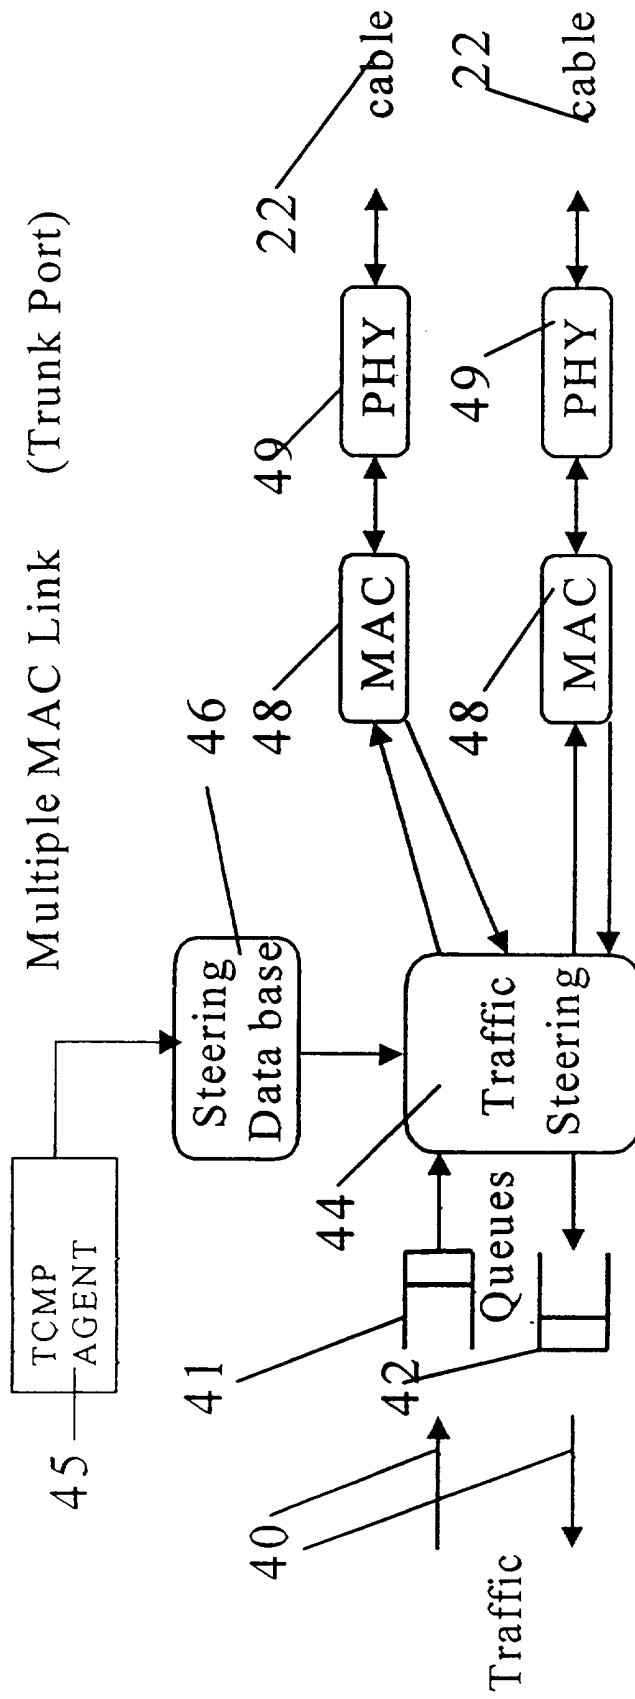 Multiple MAC Link (Trunk Port)
45
TCMP
AGENT
46
Steering
Data base
40
41
44
48
49
22
MAC
PHY
cable
Traffic
Queues
42
Traffic
Steering
48
49
22
MAC
PHY
cable